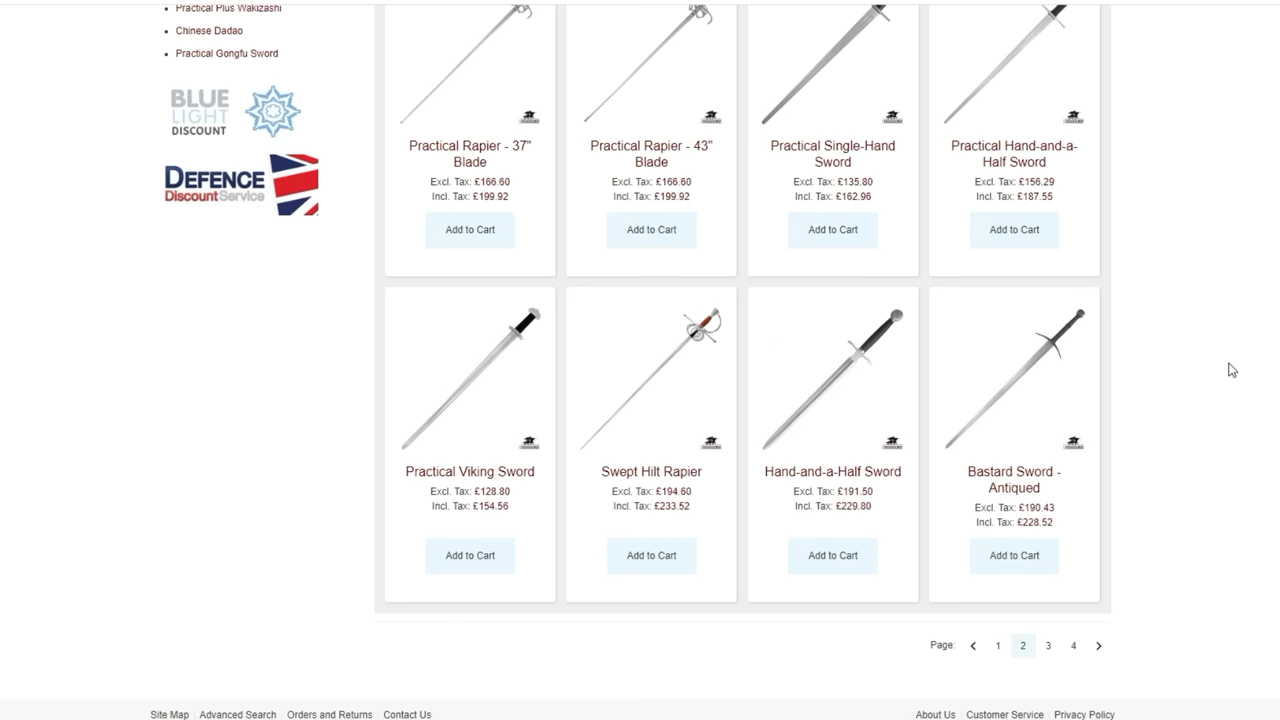 Practical Plus Wakizashi
Chinese Dadao
Practical Gongfu Sword
BLUE
LIGHT
DISCOUNT
DEFENCE
DiscountService
Practical Rapier - 37"
Blade
Excl. Tax: £166.60
Incl. Tax: £199.92
Add to Cart
Practical Rapier - 43"
Blade
Excl. Tax: £166.60
Incl. Tax: £199.92
Add to Cart
Practical Single-Hand
Sword
Excl. Tax: £135.80
Incl. Tax: £162.96
Add to Cart
Practical Hand-and-a-
Half Sword
Excl. Tax: £156.29
Incl. Tax: £187.55
Add to Cart
Practical Viking Sword
Excl. Tax: £128.80
Incl. Tax: £154.56
Add to Cart
Swept Hilt Rapier
Excl. Tax: £194.60
Incl. Tax: £233.52
Add to Cart
Hand-and-a-Half Sword
Excl. Tax: £191.50
Incl. Tax: £229.80
Add to Cart
Bastard Sword -
Antiqued
Excl. Tax: £190.43
Incl. Tax: £228.52
Add to Cart
Page: 1 2 3 4
Site Map Advanced Search Orders and Returns Contact Us
About Us Customer Service Privacy Policy